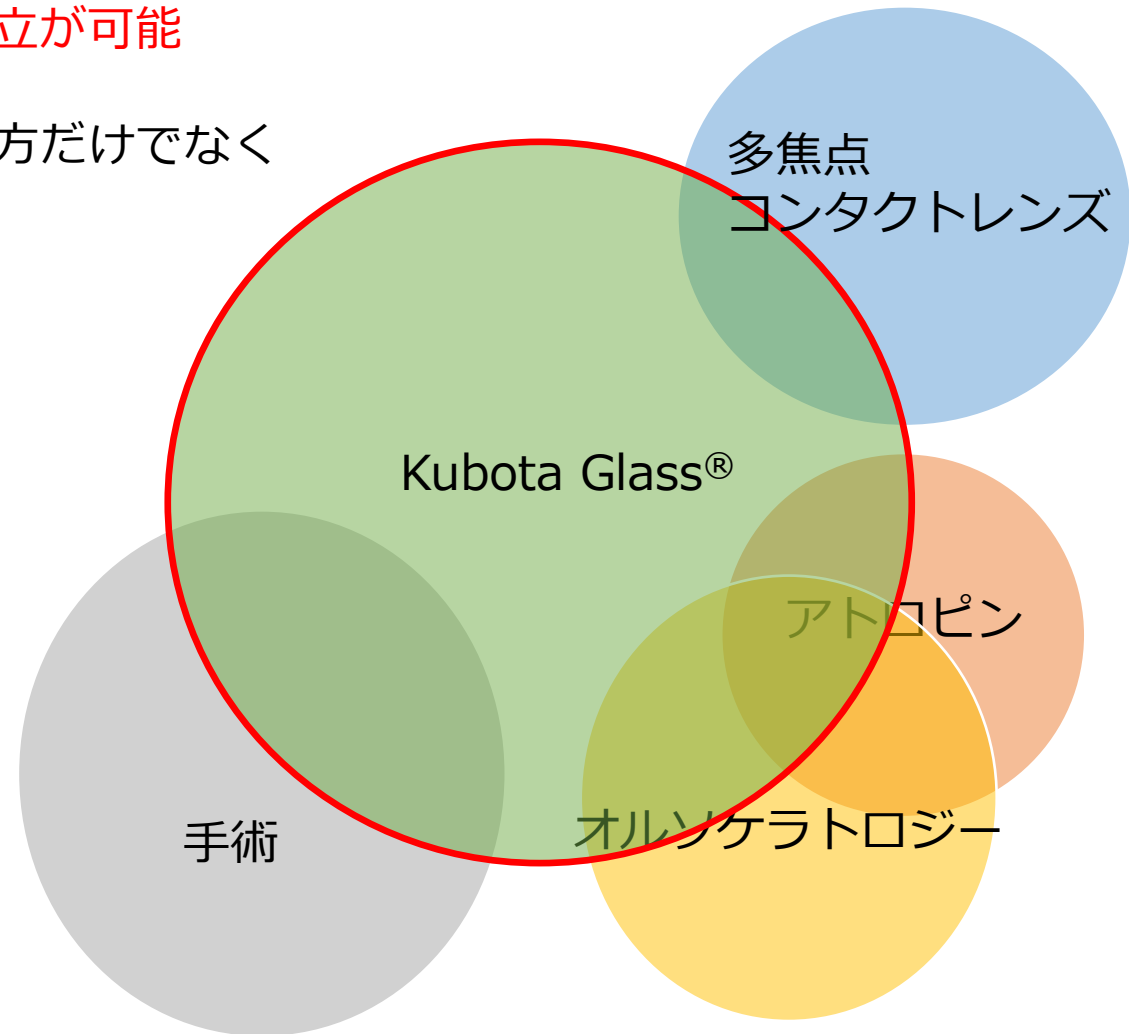 立が可能
方だけでなく
多焦点
コンタクトレンズ
Kubota Glass®
アトロピン
手術
オルソケラトロジー